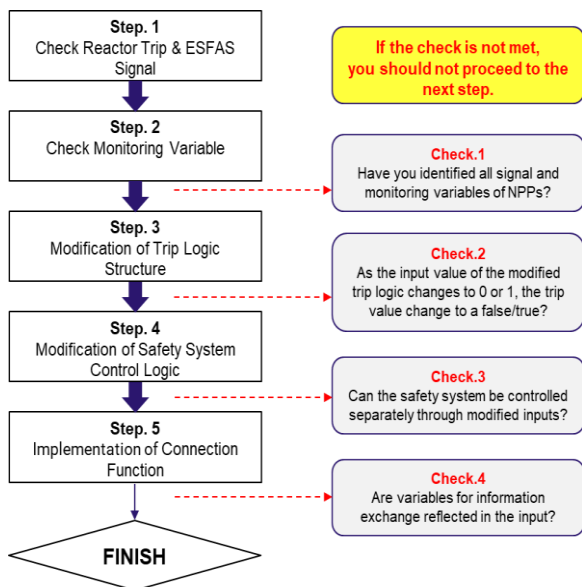 Step. 1
Check Reactor Trip & ESFAS
Signal
If the check is not met,
you should not proceed to the
next step.
Step. 2
Check Monitoring Variable
Check.1
Have you identified all signal and
monitoring variables of NPPs?
Step. 3
Modification of Trip Logic
Structure
Check.2
As the input value of the modified
trip logic changes to 0 or 1, the trip
value change to a false/true?
Step. 4
Modification of Safety System
Control Logic
Check.3
Can the safety system be controlled
separately through modified inputs?
Step. 5
Implementation of Connection
Function
Check.4
Are variables for information
exchange reflected in the input?
FINISH